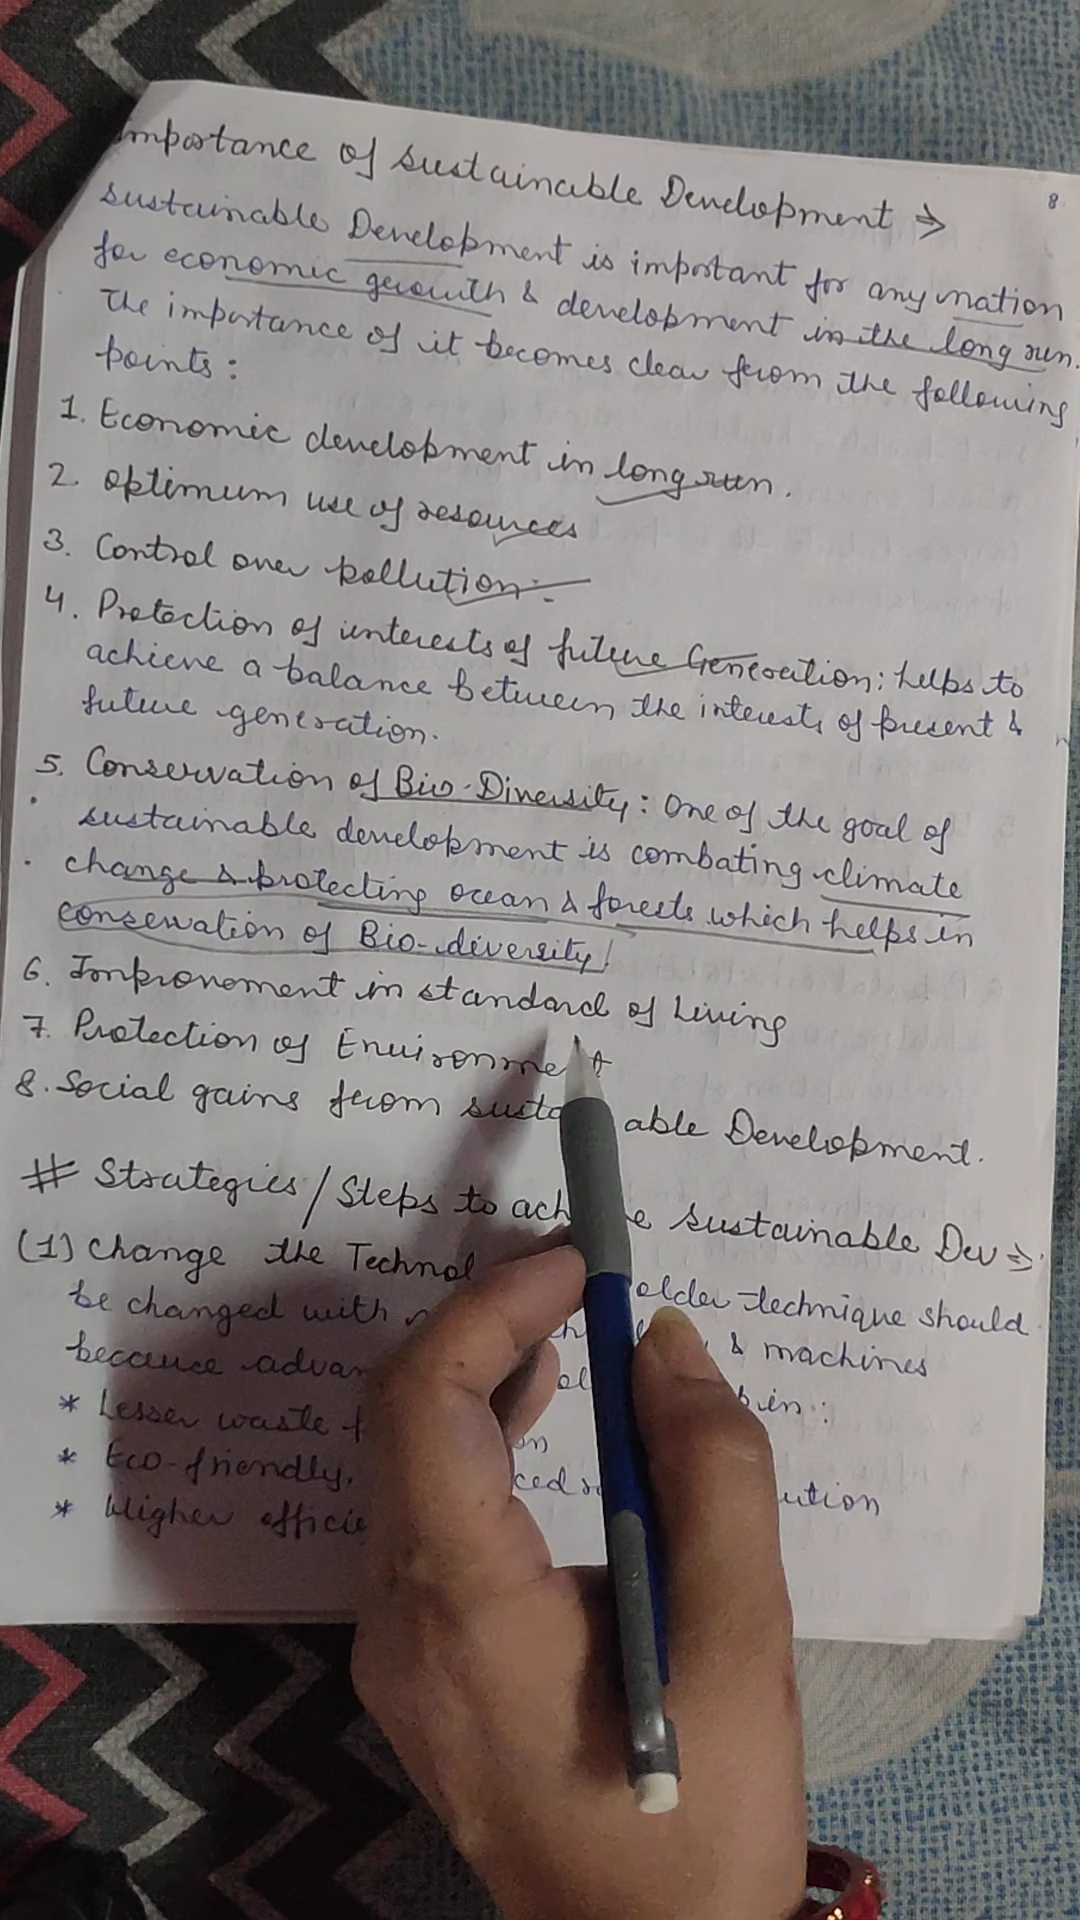 Importance of Sustainable Development ⇒
8
Sustainable Development is important for any nation
for economic growth & development in the long run.
The importance of it becomes clear from the following
points:
1. Economic development in long run.
2. Optimum use of resources
3. Control over pollution:-
4. Protection of interests of future Generation: helps to
achieve a balance between the interests of present &
future generation.
5. Conservation of Bio-Diversity: One of the goal of
sustainable development is combating climate
change & protecting ocean & forests which helps in
conservation of Bio-diversity
6. Improvement in standard of Living
7. Protection of Environment
8. Social gains from able Development.
# Strategies/Steps to sustainable Dev ⇒
(1) Change the older technique should
be changed with & machines
because
* Lesser waste
* Eco-friendly.
* Higher